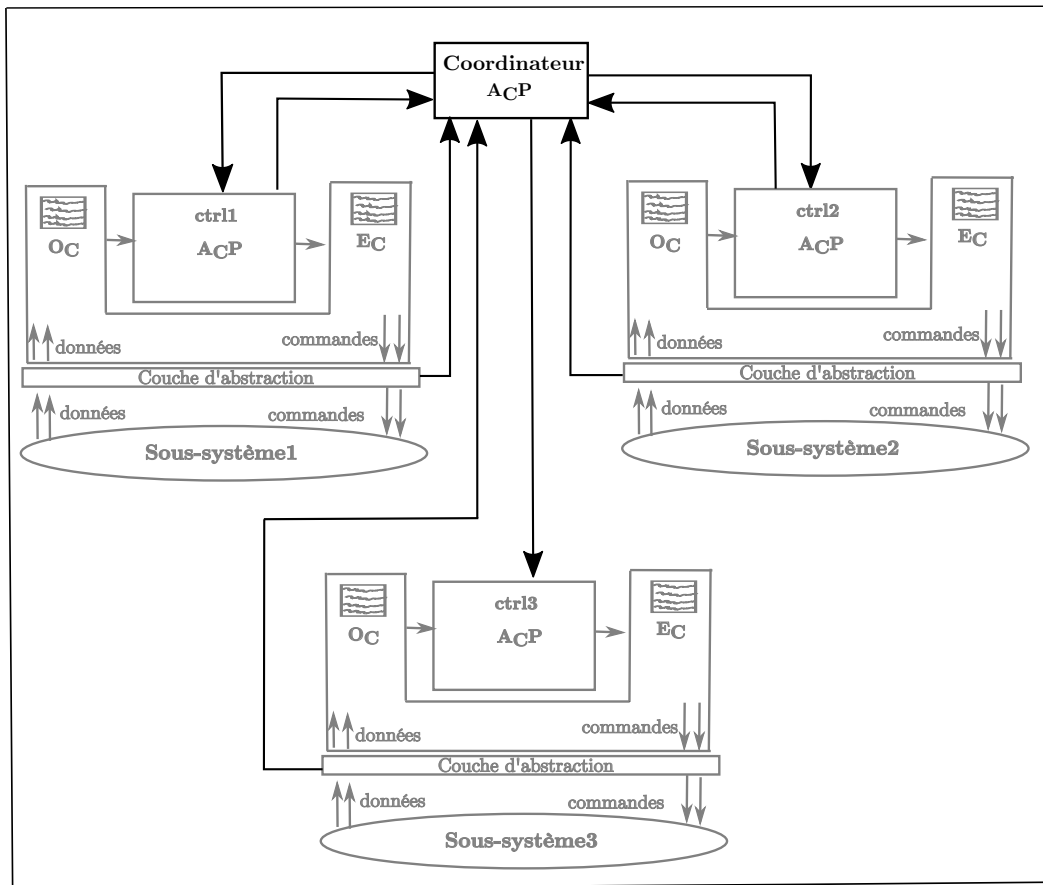 Coordinateur
ACP
ctrl1
ACP
OC
EC
données
commandes
Couche d'abstraction
données
commandes
Sous-système1
ctrl2
ACP
OC
EC
données
commandes
Couche d'abstraction
données
commandes
Sous-système2
ctrl3
ACP
OC
EC
données
commandes
Couche d'abstraction
données
commandes
Sous-système3